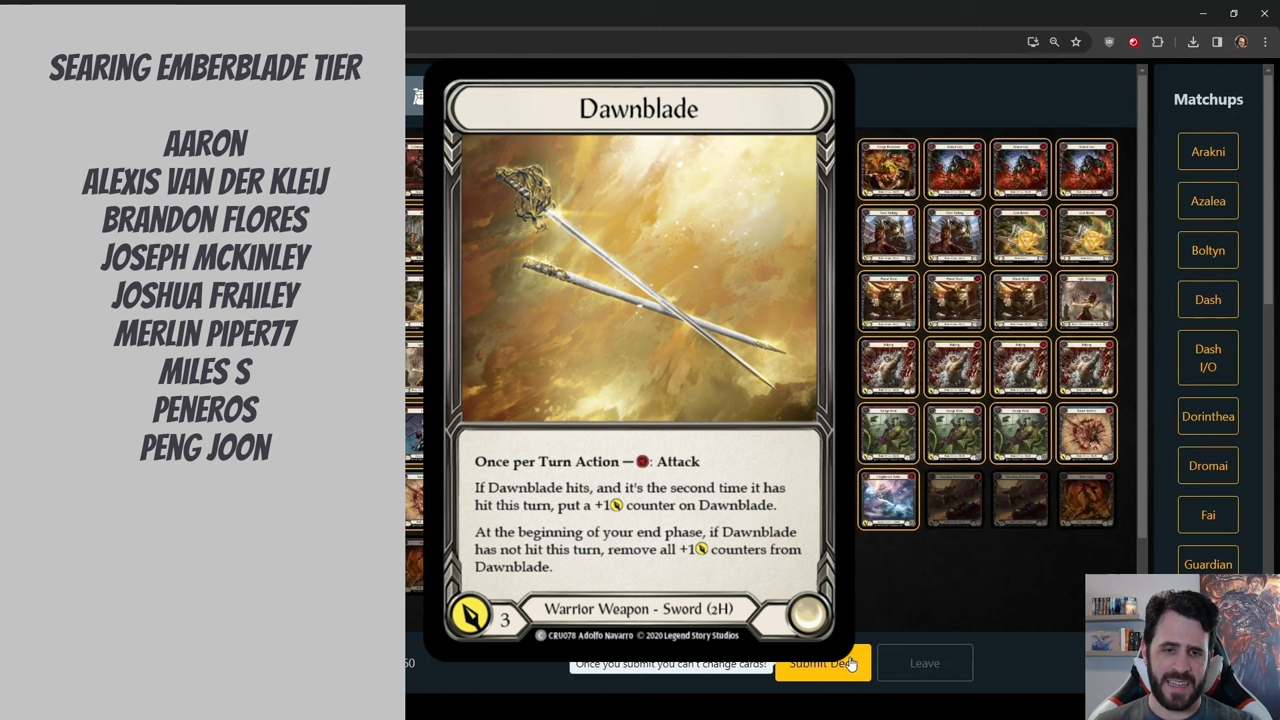 SEARING EMBERBLADE TIER
AARON
ALEXIS VAN DER KLEIJ
BRANDON FLORES
JOSEPH MCKINLEY
JOSHUA FRAILEY
MERLIN PIPER77
MILES S
PENEROS
PENG JOON
Dawnblade
Once per Turn Action — : Attack
If Dawnblade hits, and it's the second time it has
hit this turn, put a +1 counter on Dawnblade.
At the beginning of your end phase, if Dawnblade
has not hit this turn, remove all +1 counters from
Dawnblade.
3
Warrior Weapon - Sword (2H)
C CRU078 Adolfo Navarro © 2020 Legend Story Studios
Once you submit you can't change cards!
Submit
Leave
Matchups
Arakni
Azalea
Boltyn
Dash
Dash
I/O
Dorinthea
Dromai
Fai
Guardian